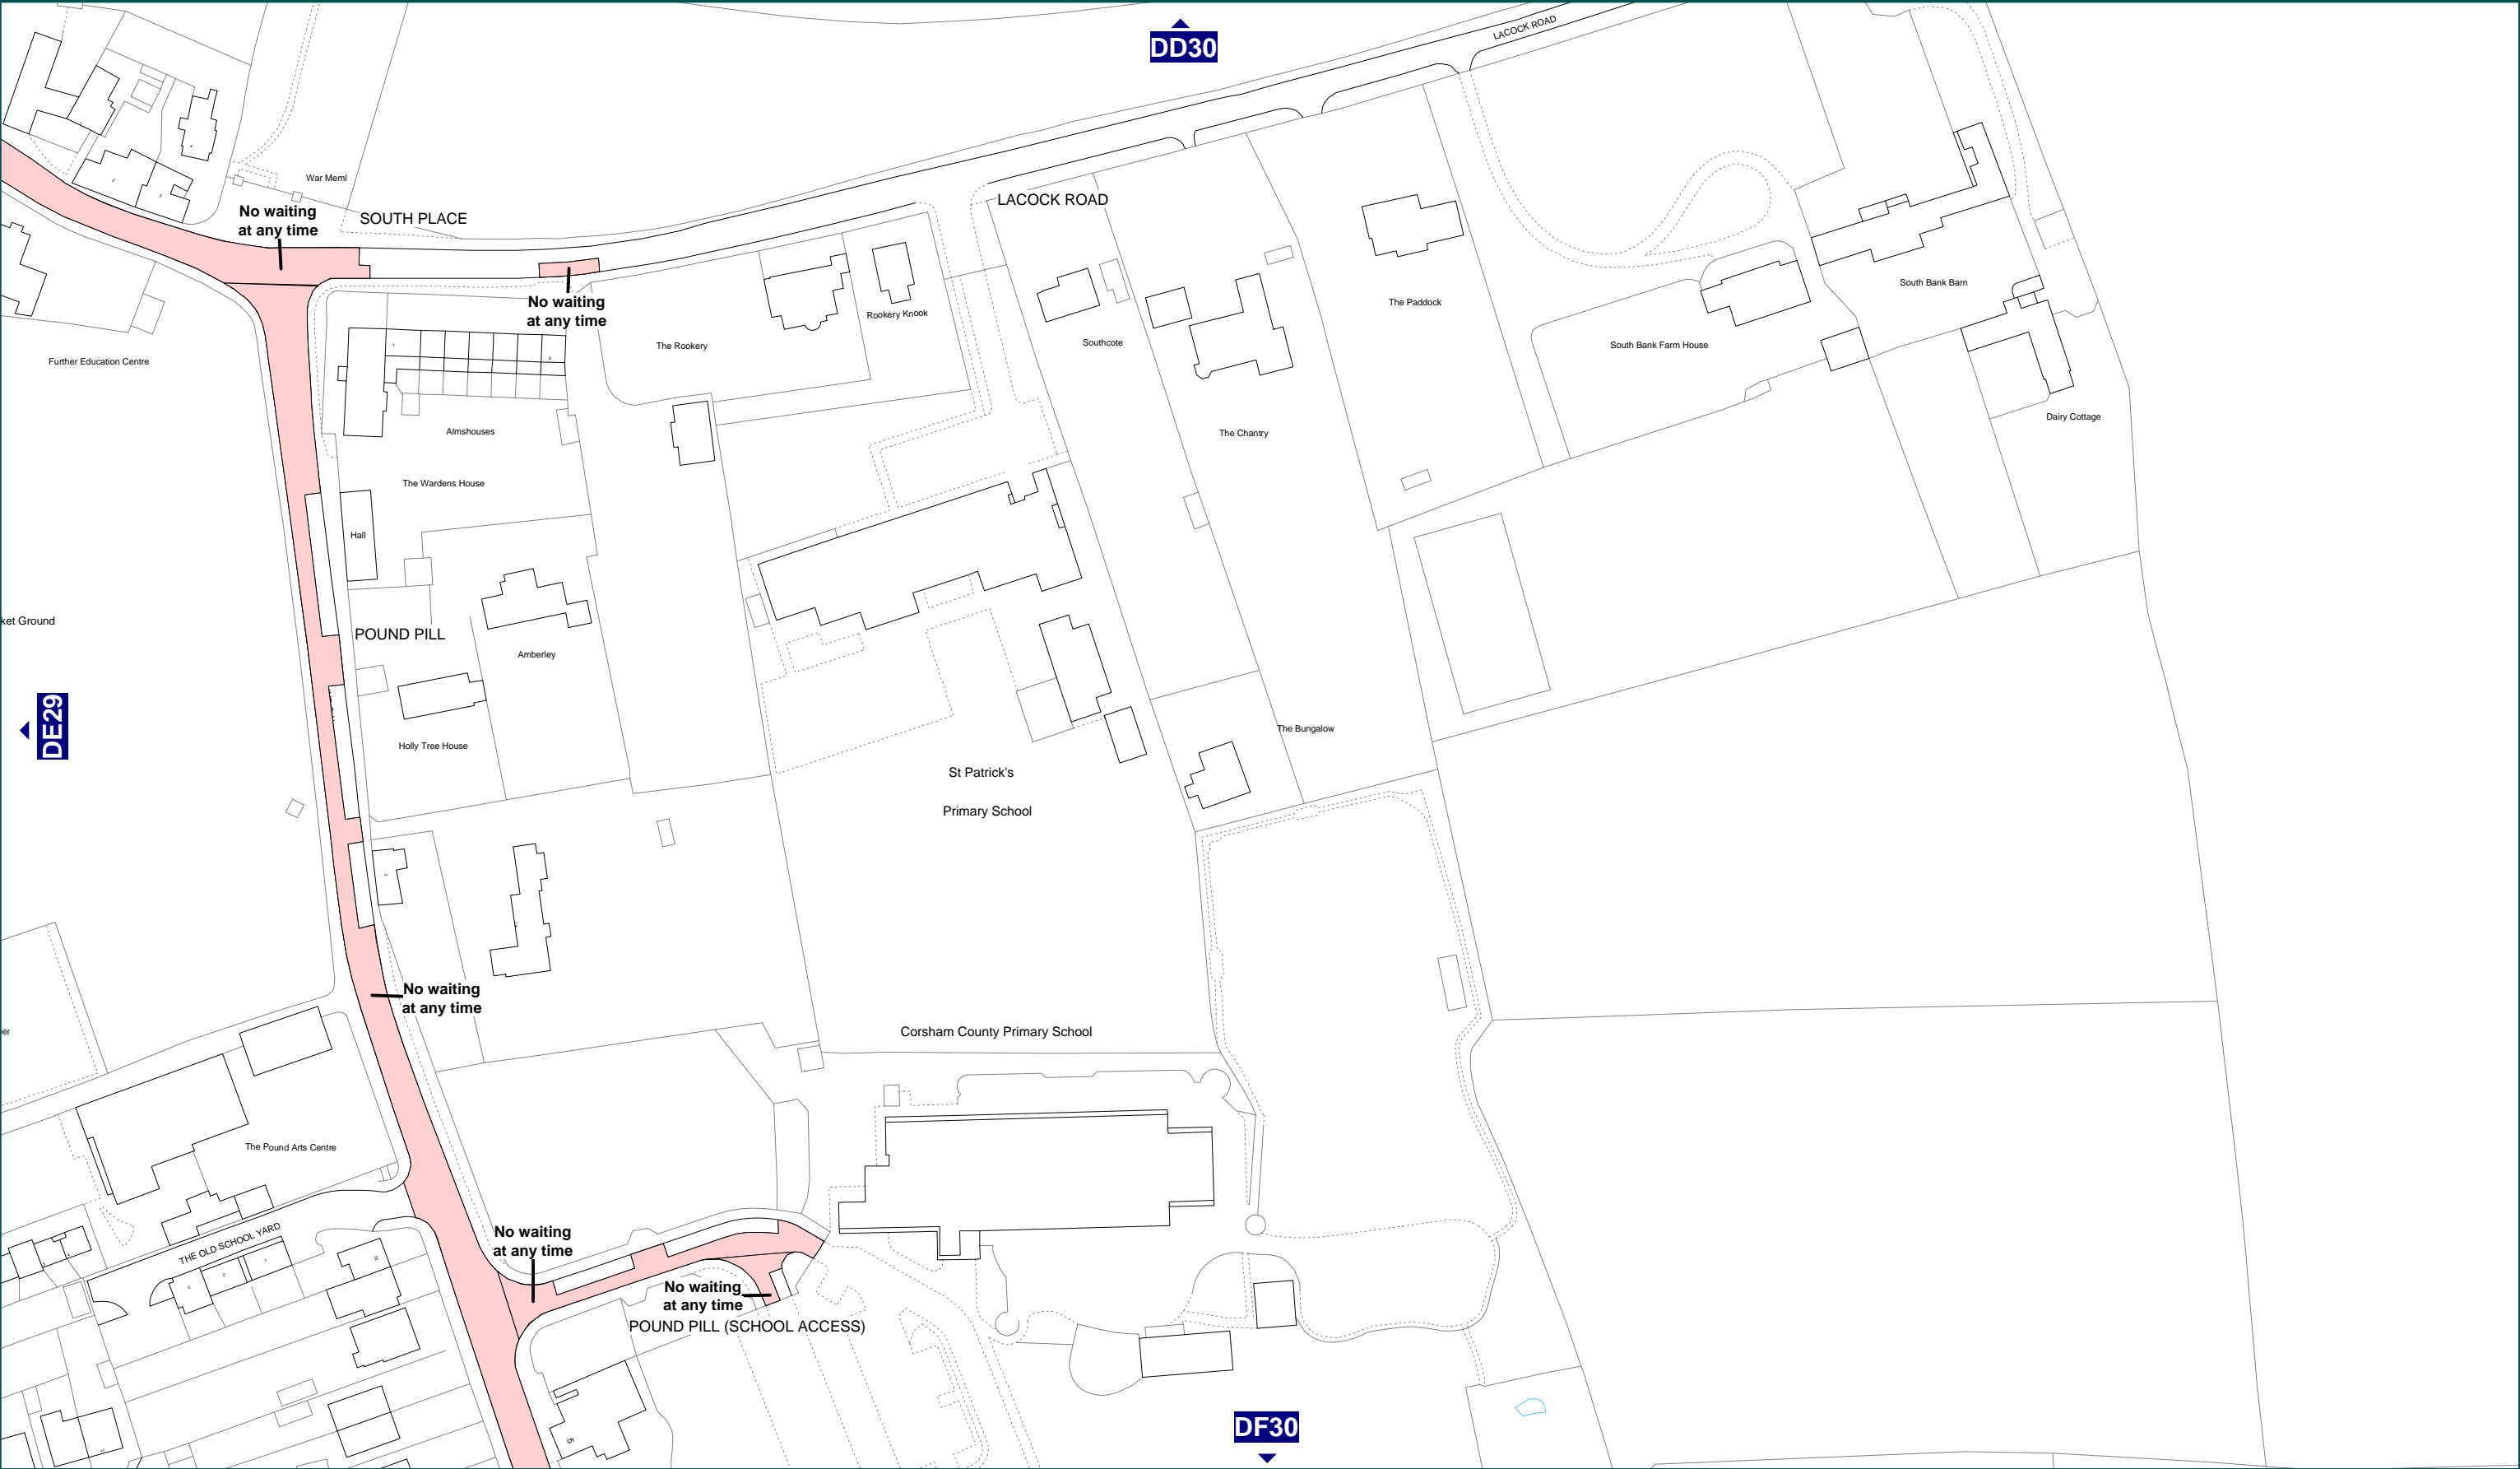 DD30
LACOCK ROAD
War Meml
LACOCK ROAD
No waiting
at any time
SOUTH PLACE
South Bank Barn
No waiting
at any time
The Paddock
Rookery Knook
Southcote
The Rookery
South Bank Farm House
Further Education Centre
Dairy Cottage
Almshouses
The Chantry
The Wardens House
Hall
ket Ground
POUND PILL
Amberley
DE29
The Bungalow
Holly Tree House
St Patrick's
Primary School
No waiting
at any time
er
Corsham County Primary School
The Pound Arts Centre
THE OLD SCHOOL YARD
No waiting
at any time
No waiting
at any time
POUND PILL (SCHOOL ACCESS)
DF30
5